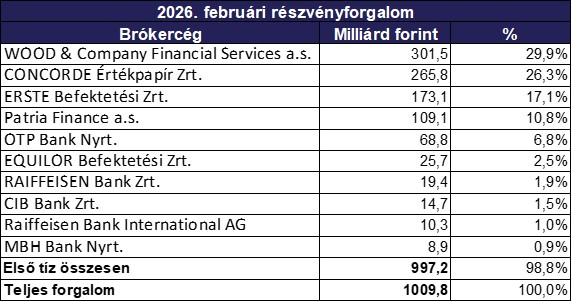 2026. februári részvényforgalom
Brókercég Milliárd forint %
WOOD & Company Financial Services a.s. 301,5 29,9%
CONCORDE Értékpapír Zrt. 265,8 26,3%
ERSTE Befektetési Zrt. 173,1 17,1%
Patria Finance a.s. 109,1 10,8%
OTP Bank Nyrt. 68,8 6,8%
EQUILOR Befektetési Zrt. 25,7 2,5%
RAIFFEISEN Bank Zrt. 19,4 1,9%
CIB Bank Zrt. 14,7 1,5%
Raiffeisen Bank International AG 10,3 1,0%
MBH Bank Nyrt. 8,9 0,9%
Első tíz összesen 997,2 98,8%
Teljes forgalom 1009,8 100,0%